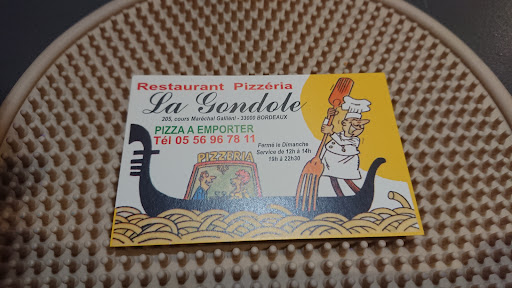 Restaurant Pizzéria
La Gondole
205, cours Maréchal Galliéni - 33000 BORDEAUX
PIZZA A EMPORTER
Tél 05 56 96 78 11
Fermé le Dimanche
Service de 12h à 14h
19h à 22h30
PIZZERIA